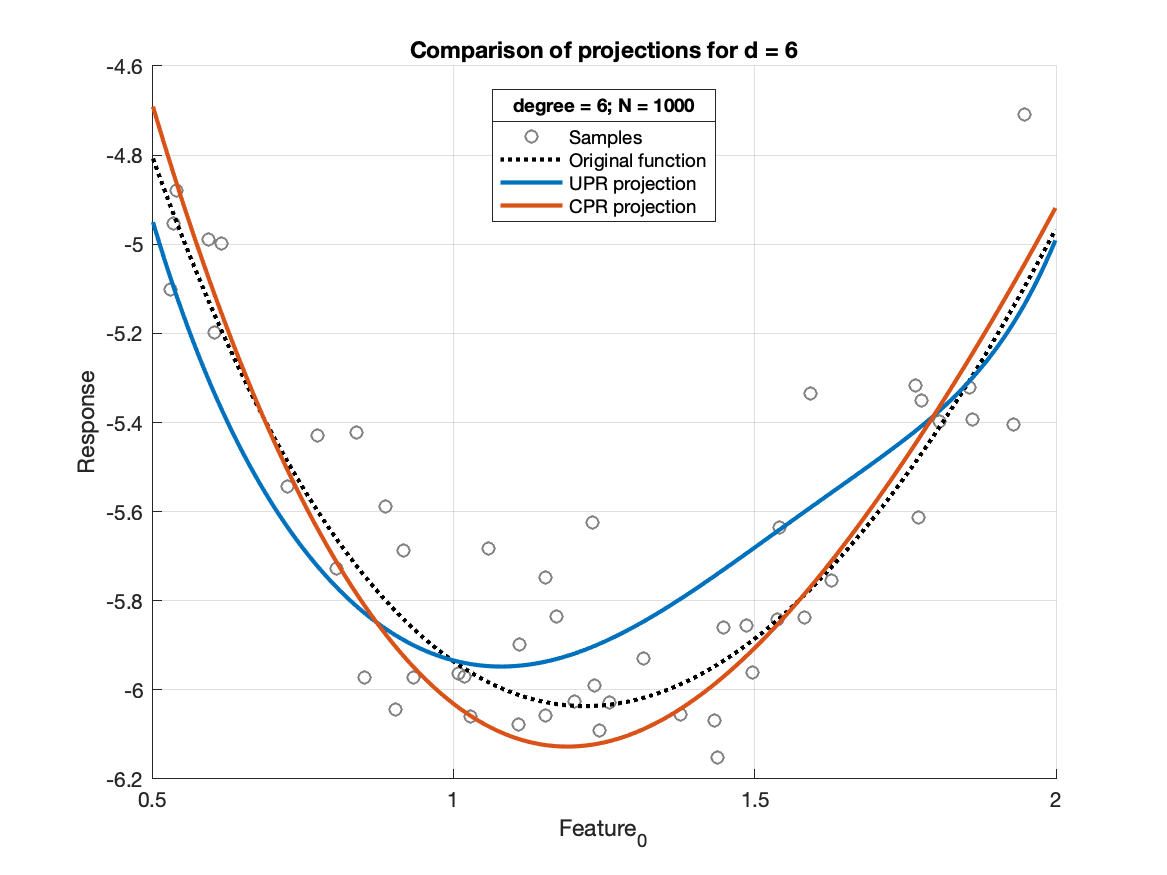 Comparison of projections for d = 6
degree = 6; N = 1000
Samples
Original function
UPR projection
CPR projection
-4.6
-4.8
-5
-5.2
-5.4
-5.6
-5.8
-6
-6.2
Response
0.5
1
1.5
2
Feature0